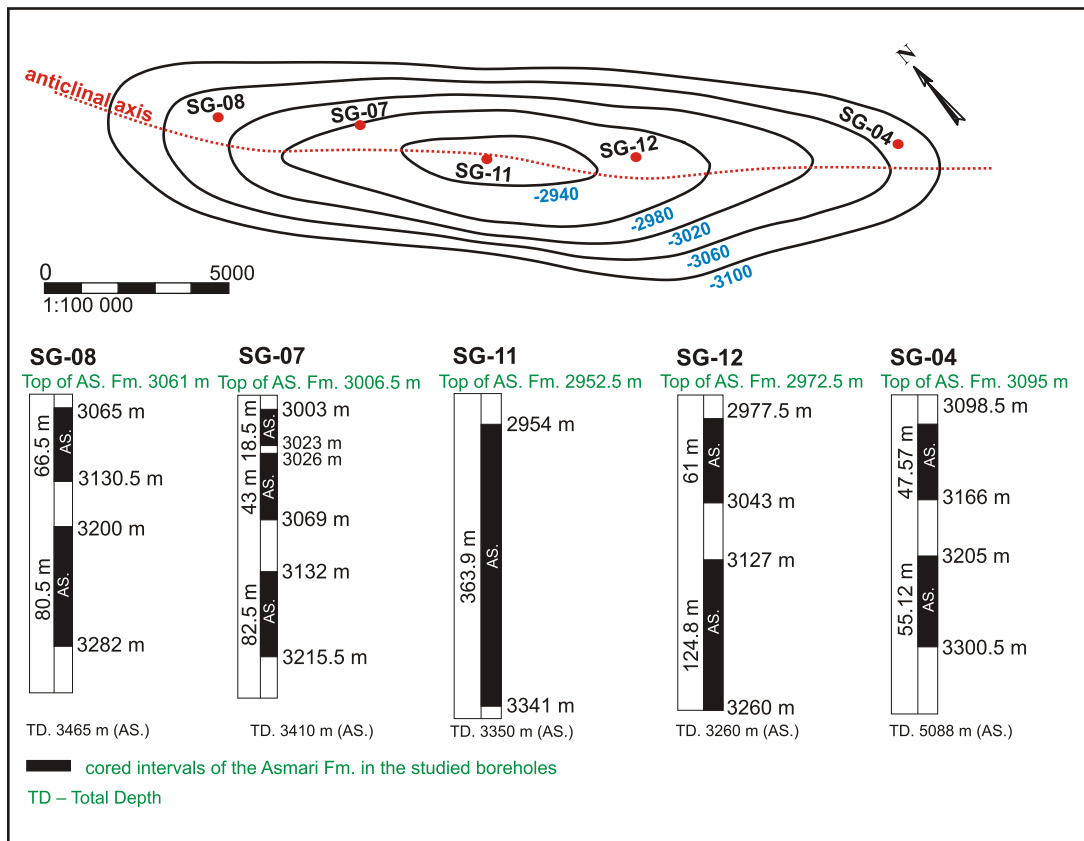 N
anticlinal axis
SG-08
SG-07
SG-04
SG-12
SG-11
-2940
-2980
-3020
-3060
-3100
0 5000
1:100 000
SG-08
Top of AS. Fm. 3061 m
3065 m
66.5 m
AS.
3130.5 m
3200 m
80.5 m
AS.
3282 m
TD. 3465 m (AS.)
SG-07
Top of AS. Fm. 3006.5 m
3003 m
18.5 m
AS.
3023 m
3026 m
43 m
AS.
3069 m
3132 m
82.5 m
AS.
3215.5 m
TD. 3410 m (AS.)
SG-11
Top of AS. Fm. 2952.5 m
2954 m
363.9 m
AS.
3341 m
TD. 3350 m (AS.)
SG-12
Top of AS. Fm. 2972.5 m
2977.5 m
61 m
AS.
3043 m
3127 m
124.8 m
AS.
3260 m
TD. 3260 m (AS.)
SG-04
Top of AS. Fm. 3095 m
3098.5 m
47.57 m
AS.
3166 m
3205 m
55.12 m
AS.
3300.5 m
TD. 5088 m (AS.)
cored intervals of the Asmari Fm. in the studied boreholes
TD – Total Depth